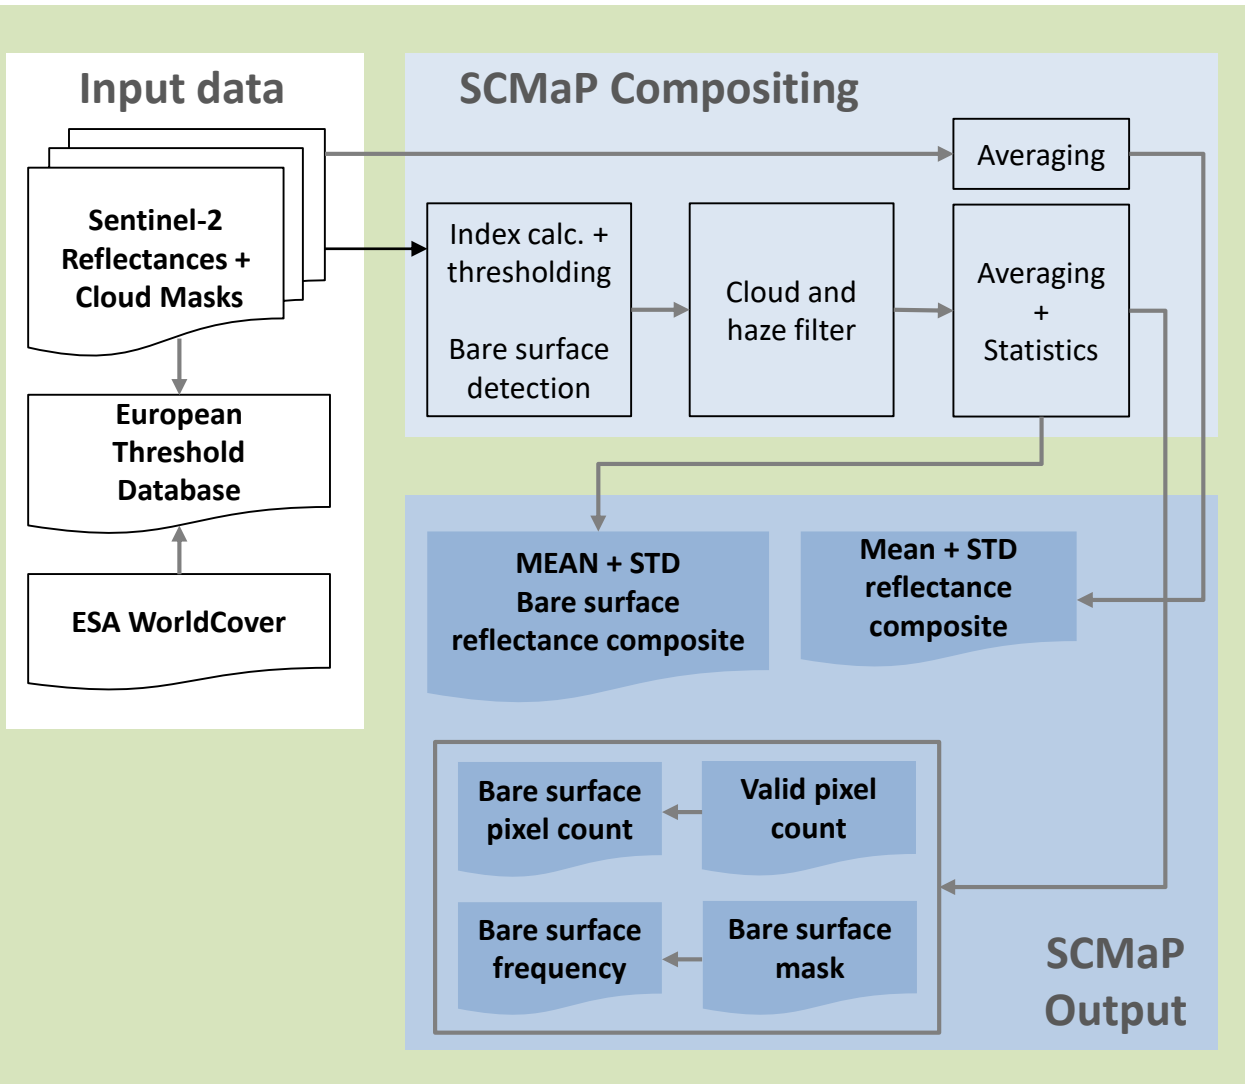 Input data
Sentinel-2
Reflectances +
Cloud Masks
European
Threshold
Database
ESA WorldCover
SCMaP Compositing
Averaging
Index calc. +
thresholding
Bare surface
detection
Cloud and
haze filter
Averaging
+
Statistics
MEAN + STD
Bare surface
reflectance composite
Mean + STD
reflectance
composite
Bare surface
pixel count
Valid pixel
count
Bare surface
frequency
Bare surface
mask
SCMaP
Output